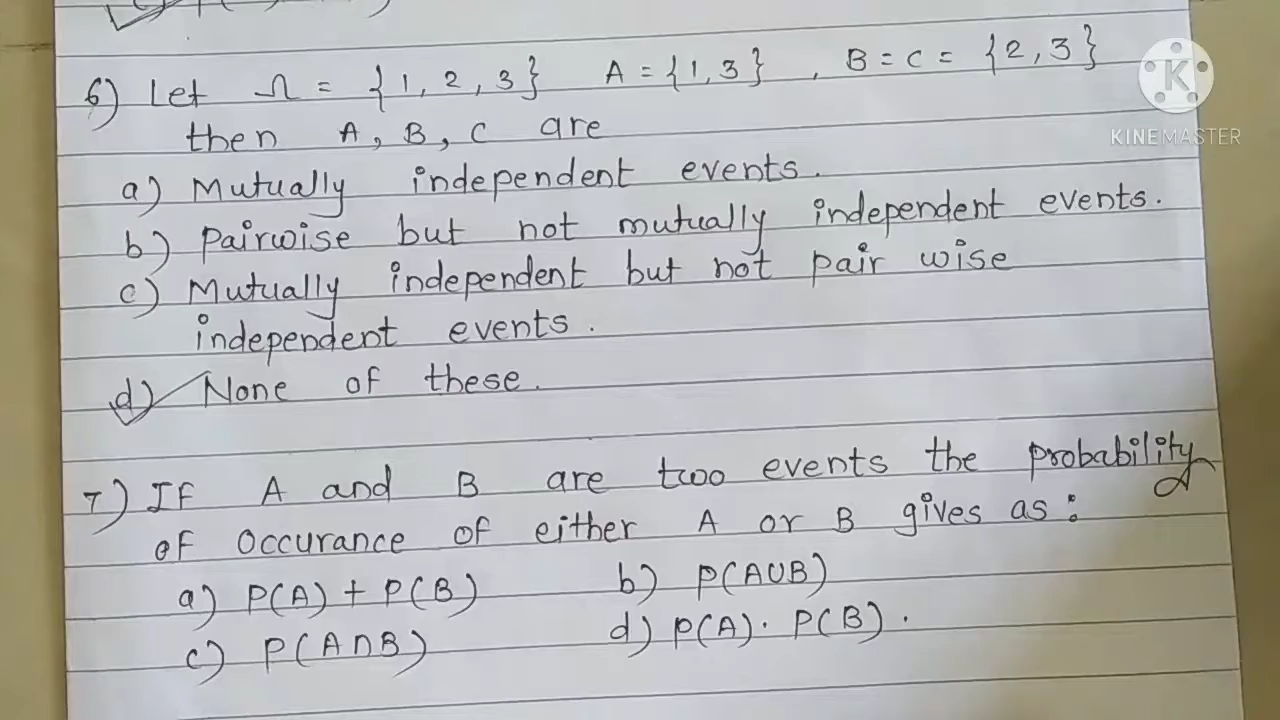 6) Let Ω = {1, 2, 3} A = {1, 3} , B = C = {2, 3}
then A, B, C are
a) Mutually independent events.
b) Pairwise but not mutually independent events.
c) Mutually independent but not pair wise
independent events.
d) None of these.
7) If A and B are two events the probability
of occurance of either A or B gives as:
a) P(A) + P(B) b) P(A∪B)
c) P(A∩B) d) P(A). P(B).
K
KINEMASTER